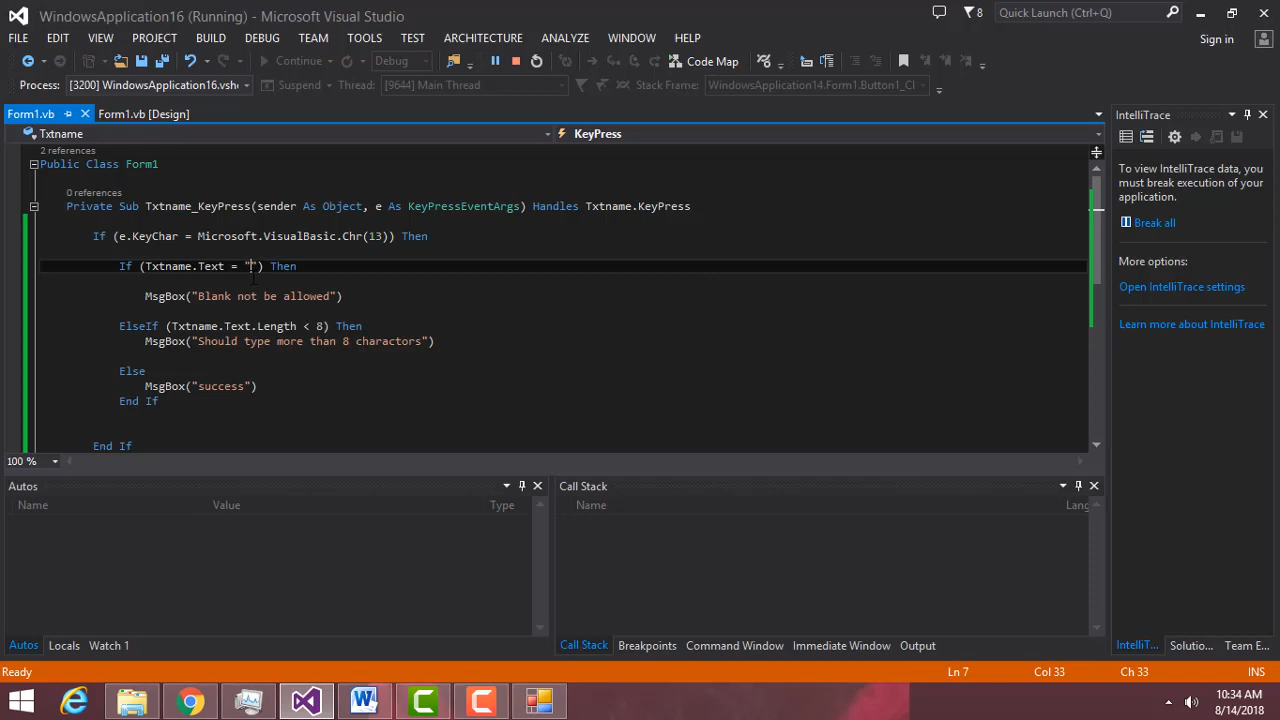 WindowsApplication16 (Running) - Microsoft Visual Studio
8
Quick Launch (Ctrl+Q)
FILE EDIT VIEW PROJECT BUILD DEBUG TEAM TOOLS TEST ARCHITECTURE ANALYZE WINDOW HELP
Sign in
Continue Debug Code Map
Process: [3200] WindowsApplication16.vshc Suspend Thread: [9644] Main Thread Stack Frame: WindowsApplication14.Form1.Button1_Cl
Form1.vb Form1.vb [Design]
IntelliTrace
Txtname KeyPress
2 references
Public Class Form1
0 references
Private Sub Txtname_KeyPress(sender As Object, e As KeyPressEventArgs) Handles Txtname.KeyPress
If (e.KeyChar = Microsoft.VisualBasic.Chr(13)) Then
If (Txtname.Text = "") Then
MsgBox("Blank not be allowed")
ElseIf (Txtname.Text.Length < 8) Then
MsgBox("Should type more than 8 charactors")
Else
MsgBox("success")
End If
End If
To view IntelliTrace data, you
must break execution of your
application.
Break all
More options:
Open IntelliTrace settings
Learn more about IntelliTrace
100 %
Autos
Name Value Type
Call Stack
Name Lang
Autos Locals Watch 1
Call Stack Breakpoints Command Window Immediate Window Output
IntelliT... Solutio... Team E...
Ready
Ln 7 Col 33 Ch 33 INS
10:34 AM
8/14/2018